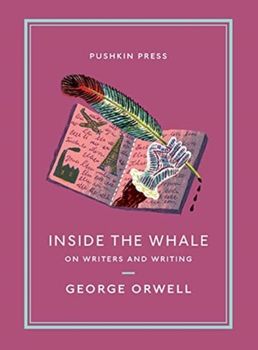 PUSHKIN PRESS
INSIDE THE WHALE
ON WRITERS AND WRITING
GEORGE ORWELL